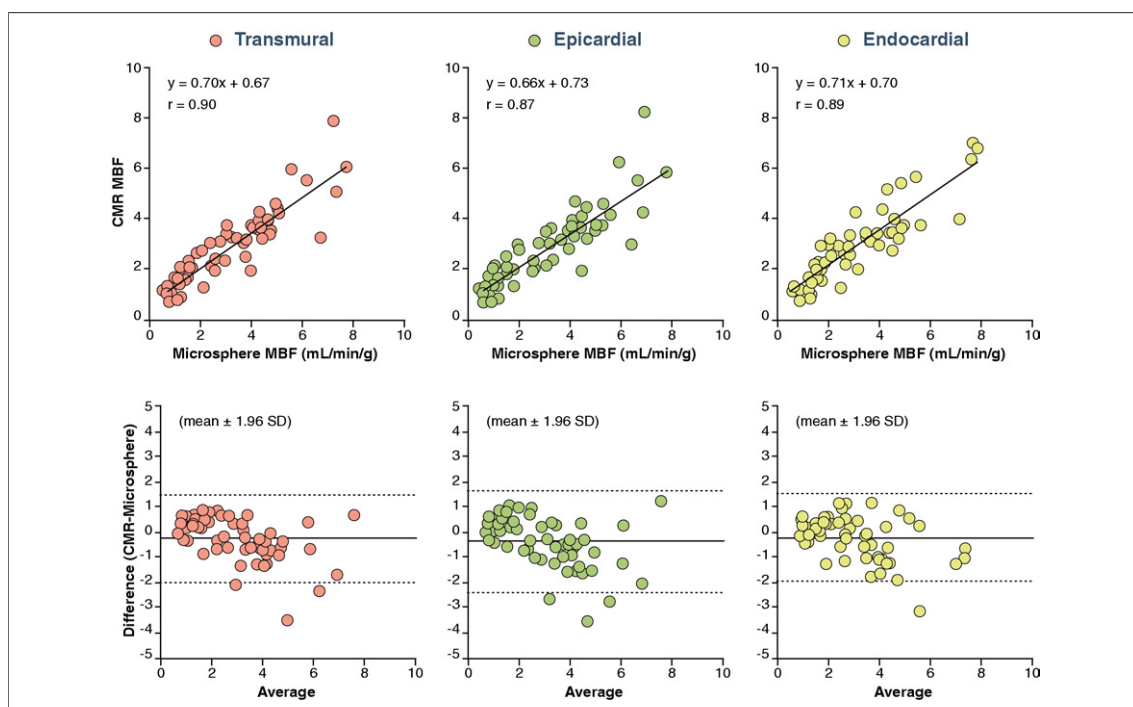 Transmural
Epicardial
Endocardial
10
8
6
4
2
0
CMR MBF
y = 0.70x + 0.67
r = 0.90
0 2 4 6 8 10
Microsphere MBF (mL/min/g)
10
8
6
4
2
0
y = 0.66x + 0.73
r = 0.87
0 2 4 6 8 10
Microsphere MBF (mL/min/g)
10
8
6
4
2
0
y = 0.71x + 0.70
r = 0.89
0 2 4 6 8 10
Microsphere MBF (mL/min/g)
5
4
3
2
1
0
-1
-2
-3
-4
-5
Difference (CMR-Microsphere)
(mean ± 1.96 SD)
0 2 4 6 8 10
Average
5
4
3
2
1
0
-1
-2
-3
-4
-5
(mean ± 1.96 SD)
0 2 4 6 8 10
Average
5
4
3
2
1
0
-1
-2
-3
-4
-5
(mean ± 1.96 SD)
0 2 4 6 8 10
Average